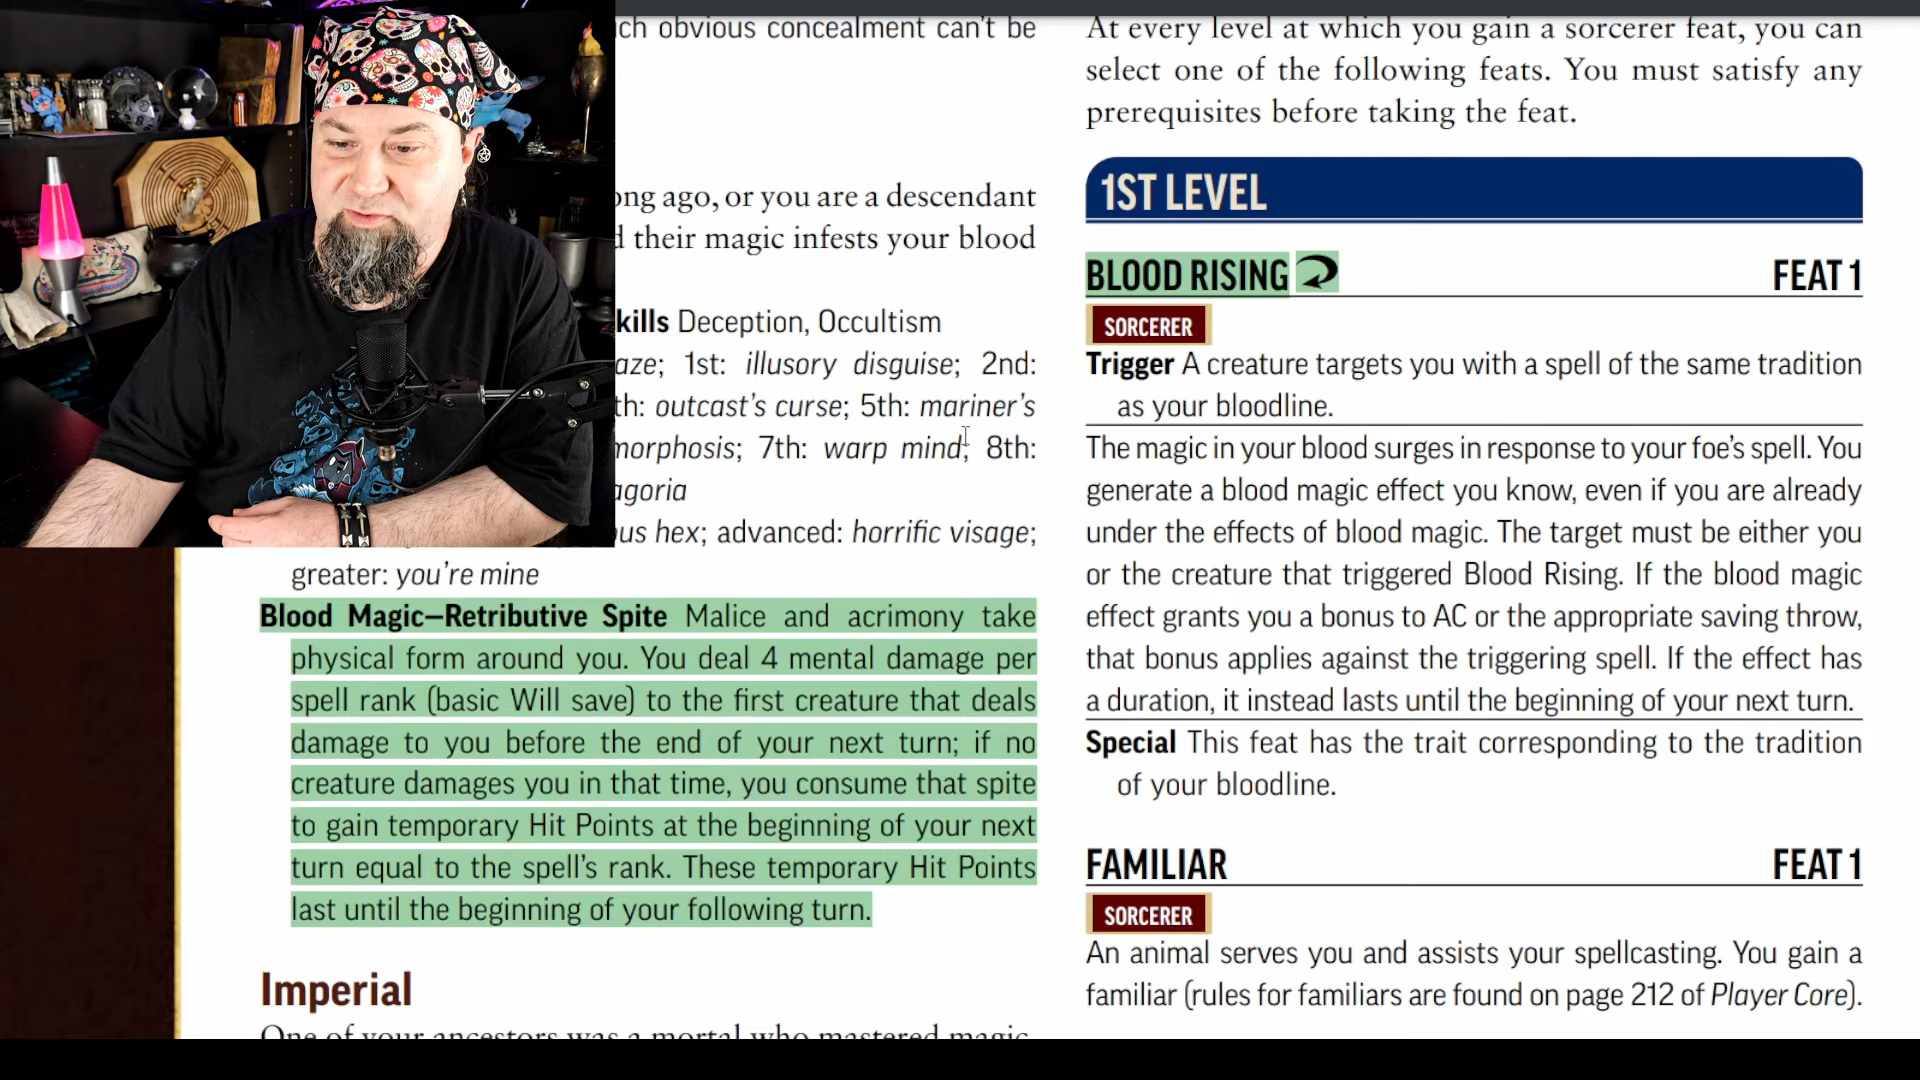 ch obvious concealment can't be
ong ago, or you are a descendant
d their magic infests your blood
kills Deception, Occultism
aze; 1st: illusory disguise; 2nd:
th: outcast's curse; 5th: mariner's
morphosis; 7th: warp mind; 8th:
agoria
us hex; advanced: horrific visage;
greater: you're mine
Blood Magic—Retributive Spite Malice and acrimony take
physical form around you. You deal 4 mental damage per
spell rank (basic Will save) to the first creature that deals
damage to you before the end of your next turn; if no
creature damages you in that time, you consume that spite
to gain temporary Hit Points at the beginning of your next
turn equal to the spell's rank. These temporary Hit Points
last until the beginning of your following turn.
Imperial
One of your ancestors was a mortal who mastered magic
At every level at which you gain a sorcerer feat, you can
select one of the following feats. You must satisfy any
prerequisites before taking the feat.
1ST LEVEL
BLOOD RISING FEAT 1
SORCERER
Trigger A creature targets you with a spell of the same tradition
as your bloodline.
The magic in your blood surges in response to your foe's spell. You
generate a blood magic effect you know, even if you are already
under the effects of blood magic. The target must be either you
or the creature that triggered Blood Rising. If the blood magic
effect grants you a bonus to AC or the appropriate saving throw,
that bonus applies against the triggering spell. If the effect has
a duration, it instead lasts until the beginning of your next turn.
Special This feat has the trait corresponding to the tradition
of your bloodline.
FAMILIAR FEAT 1
SORCERER
An animal serves you and assists your spellcasting. You gain a
familiar (rules for familiars are found on page 212 of Player Core).